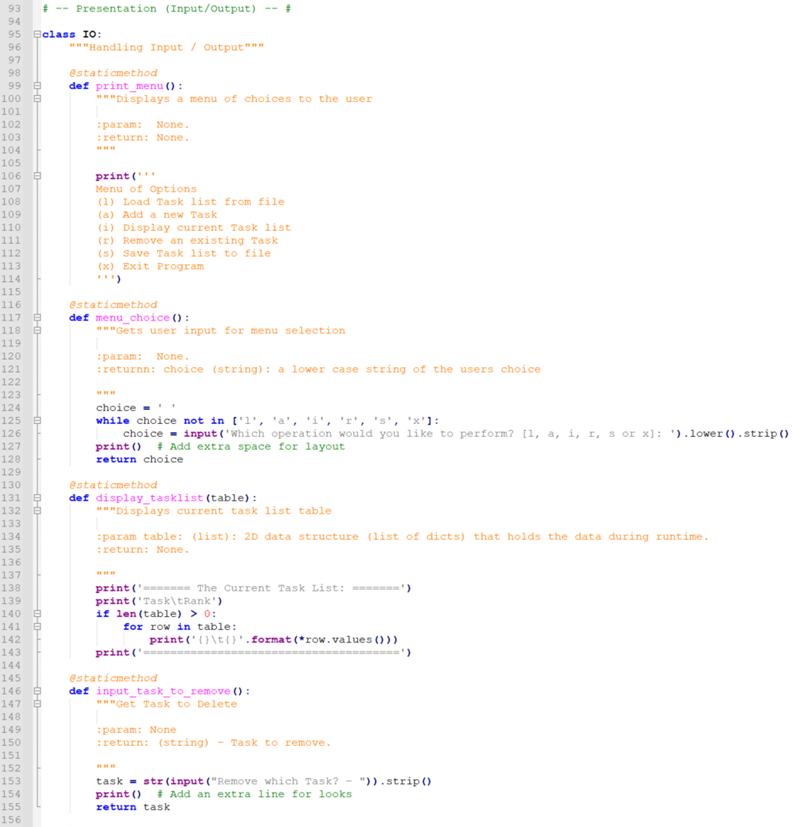 93 # -- Presentation (Input/Output) -- #
94
95 class IO:
96 """Handling Input / Output"""
97
98 @staticmethod
99 def print_menu():
100 """Displays a menu of choices to the user
101
102 :param:  None.
103 :return: None.
104 """
105
106 print('''
107 Menu of Options
108 (l) Load Task list from file
109 (a) Add a new Task
110 (i) Display current Task list
111 (r) Remove an existing Task
112 (s) Save Task list to file
113 (x) Exit Program
114 ''')
115
116 @staticmethod
117 def menu_choice():
118 """Gets user input for menu selection
119
120 :param:  None.
121 :returnn: choice (string): a lower case string of the users choice
122
123 """
124 choice = ' '
125 while choice not in ['l', 'a', 'i', 'r', 's', 'x']:
126 choice = input('Which operation would you like to perform? [l, a, i, r, s or x]: ').lower().strip()
127 print()  # Add extra space for layout
128 return choice
129
130 @staticmethod
131 def display_tasklist(table):
132 """Displays current task list table
133
134 :param table: (list): 2D data structure (list of dicts) that holds the data during runtime.
135 :return: None.
136
137 """
138 print('======= The Current Task List: =======')
139 print('Task\tRank')
140 if len(table) > 0:
141 for row in table:
142 print('{}\t{}'.format(*row.values()))
143 print('======================================')
144
145 @staticmethod
146 def input_task_to_remove():
147 """Get Task to Delete
148
149 :param: None
150 :return: (string) - Task to remove.
151
152 """
153 task = str(input("Remove which Task? - ")).strip()
154 print()  # Add an extra line for looks
155 return task
156